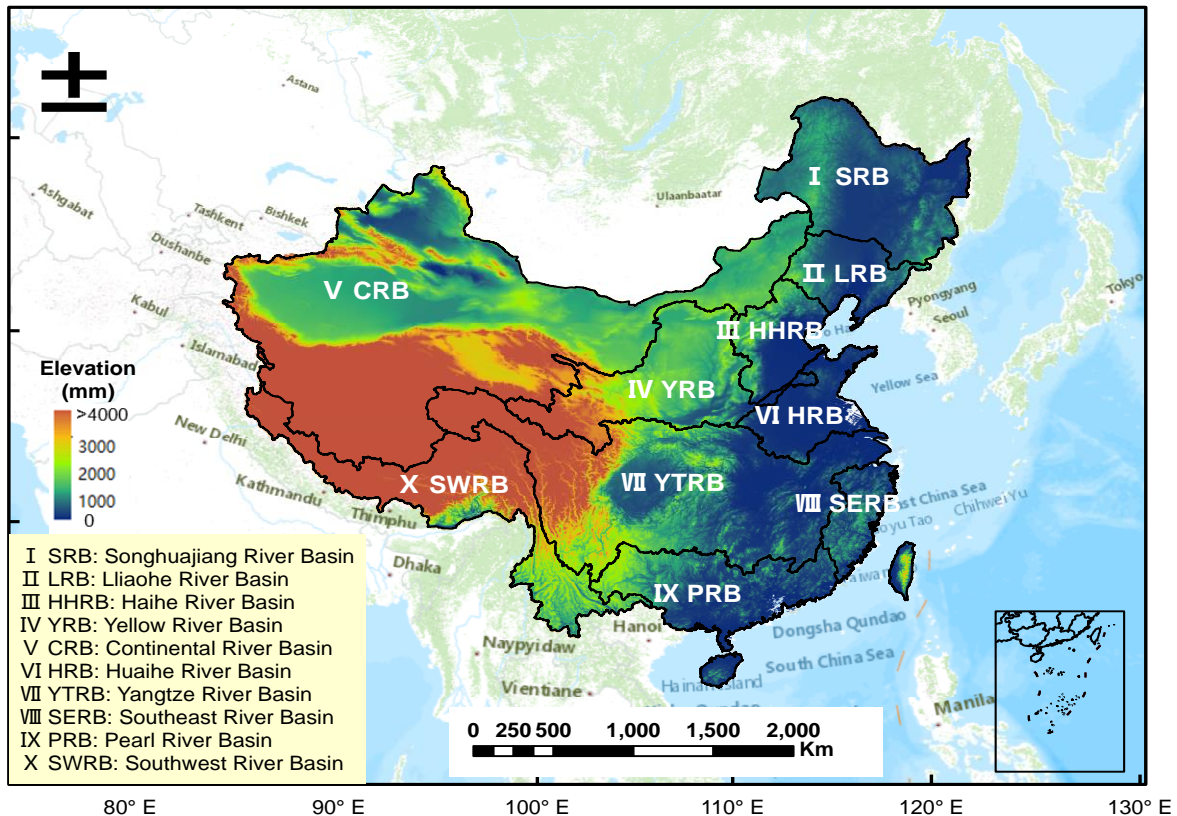 ±
Astana
Ulaanbaatar
Ashgabat
Tashkent
Bishkek
Dushanbe
Kabul
Islamabad
New Delhi
Kathmandu
Thimphu
Dhaka
Naypyidaw
Vientiane
Hanoi
Manila
Pyongyang
Seoul
Tokyo
Yellow Sea
East China Sea
Chihwei Yu
Dongsha Qundao
South China Sea
Ⅰ SRB
Ⅱ LRB
Ⅲ HHRB
Ⅳ YRB
Ⅴ CRB
Ⅵ HRB
Ⅶ YTRB
Ⅷ SERB
Ⅸ PRB
Ⅹ SWRB
Elevation
(mm)
>4000
3000
2000
1000
0
Ⅰ SRB: Songhuajiang River Basin
Ⅱ LRB: Lliaohe River Basin
Ⅲ HHRB: Haihe River Basin
Ⅳ YRB: Yellow River Basin
Ⅴ CRB: Continental River Basin
Ⅵ HRB: Huaihe River Basin
Ⅶ YTRB: Yangtze River Basin
Ⅷ SERB: Southeast River Basin
Ⅸ PRB: Pearl River Basin
Ⅹ SWRB: Southwest River Basin
0 250 500 1,000 1,500 2,000
Km
80° E 90° E 100° E 110° E 120° E 130° E